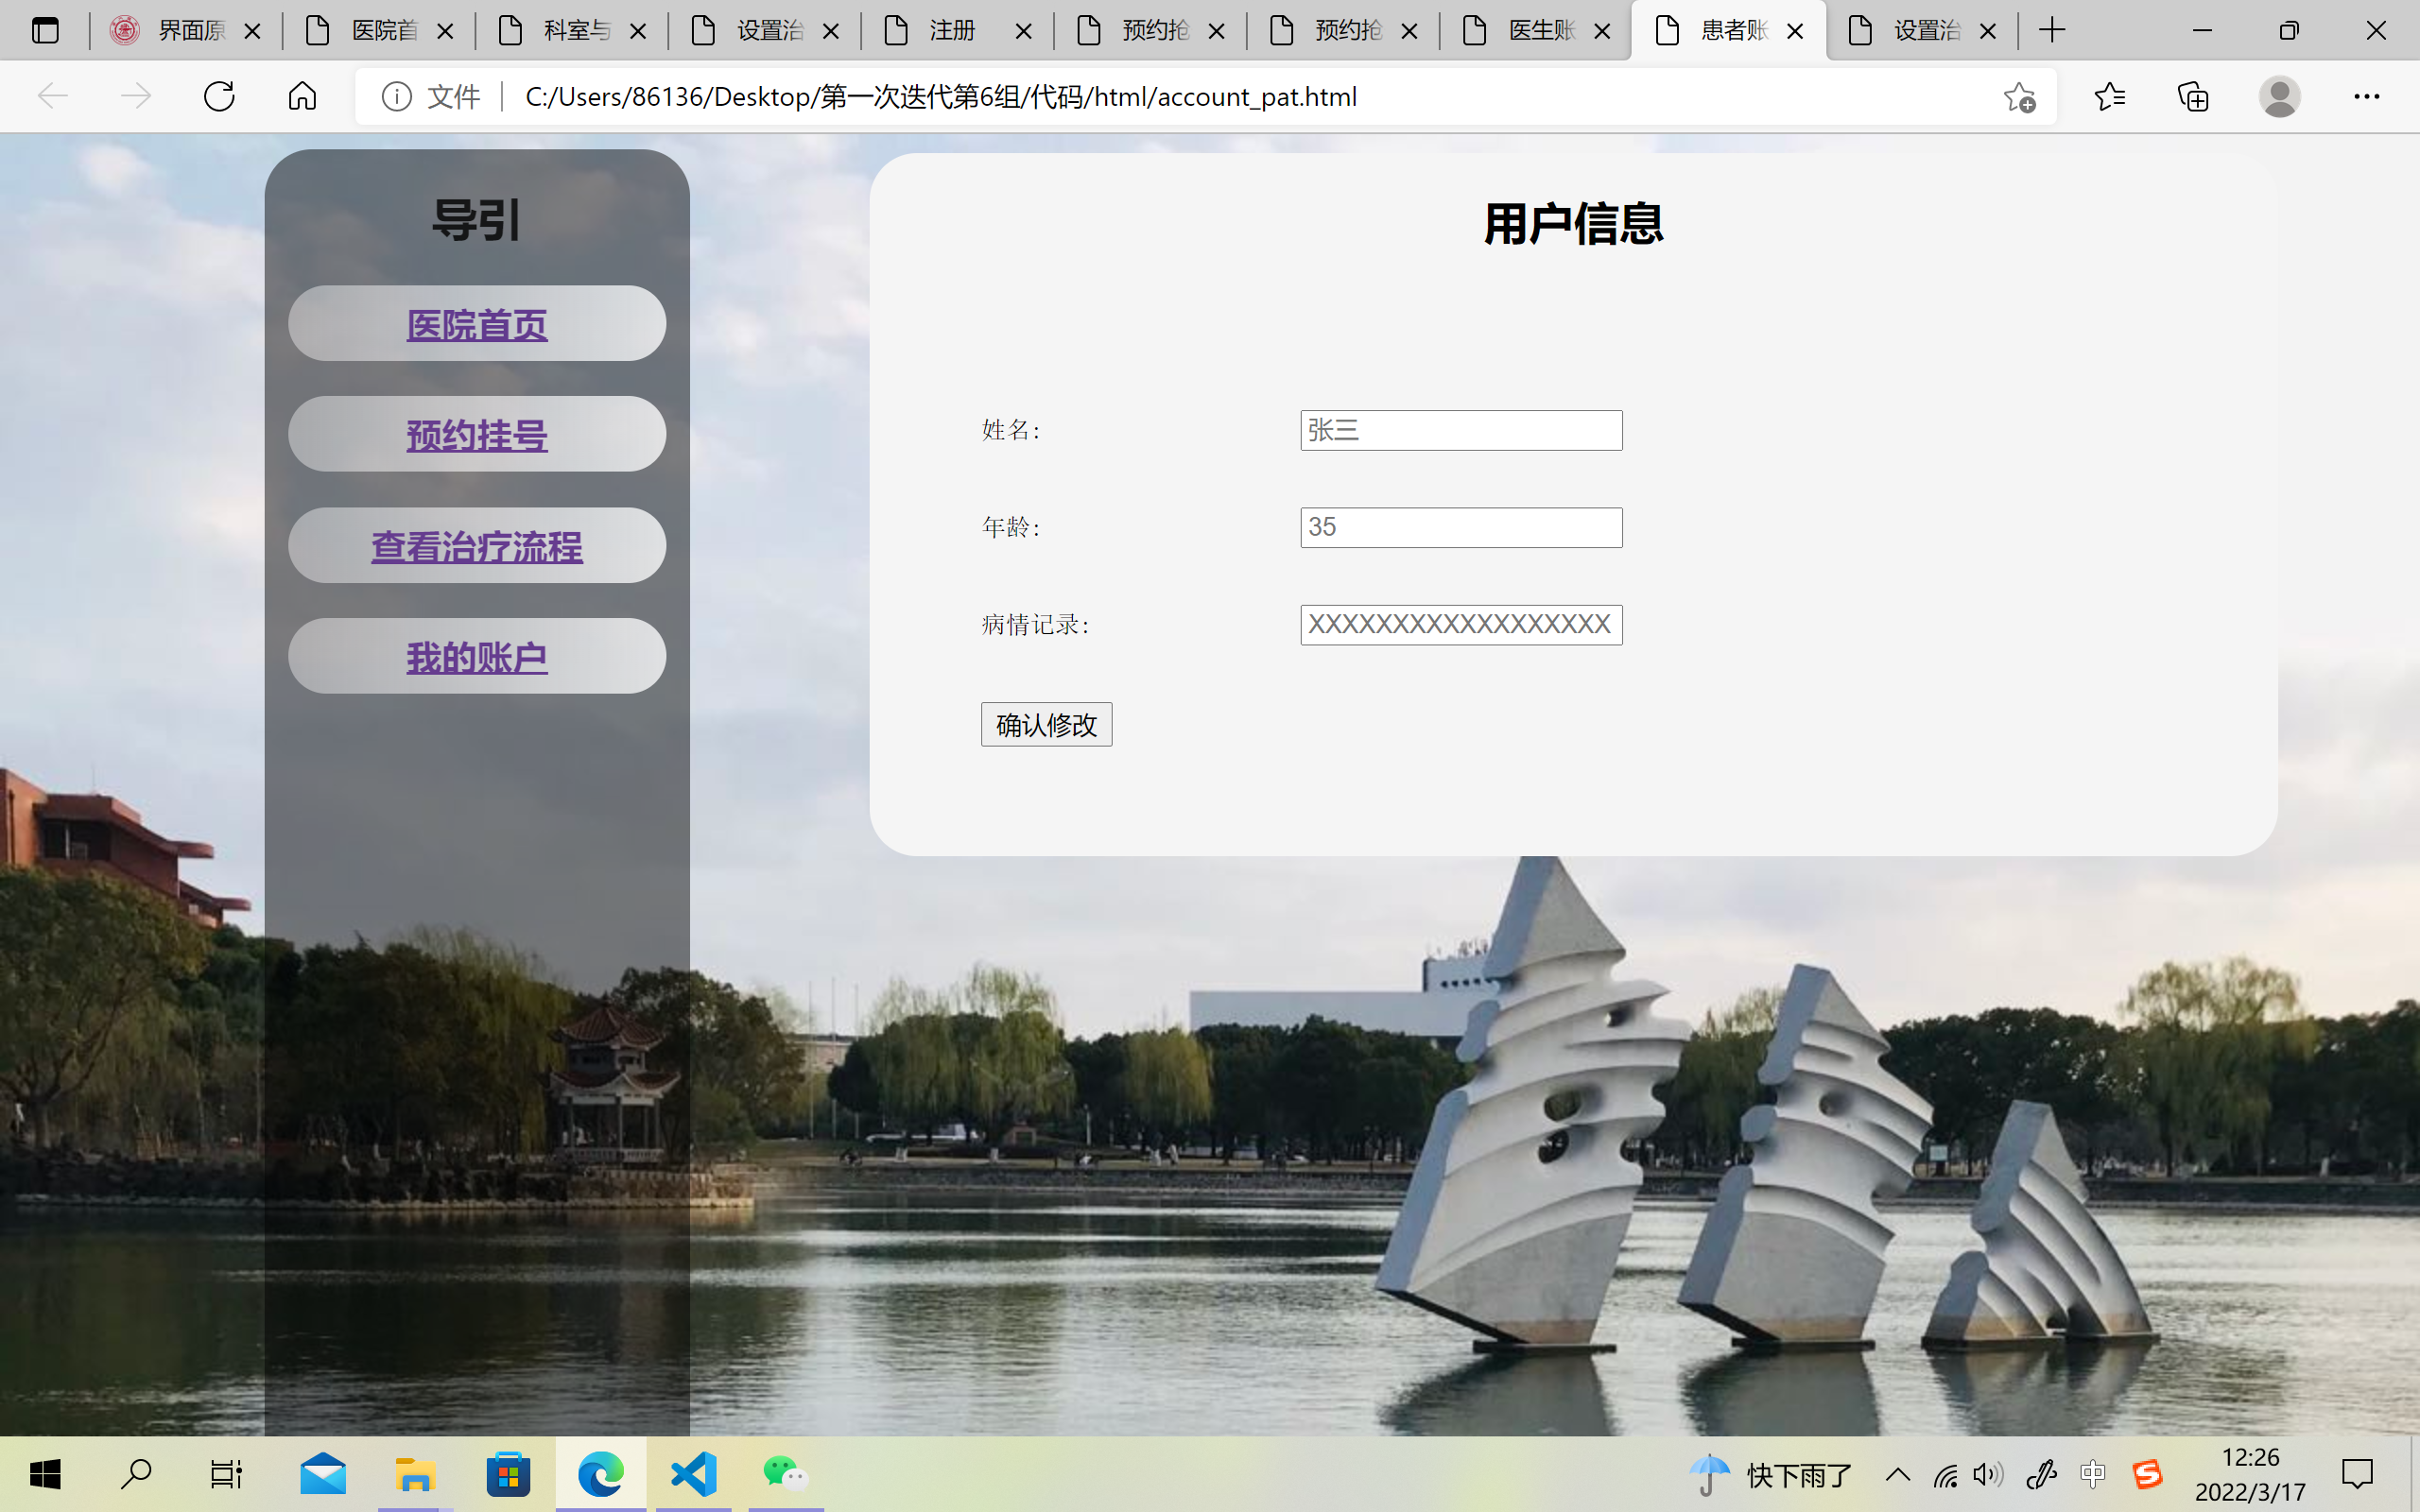 界面原
医院首
科室与
设置治
注册
预约抢
预约抢
医生账
患者账
设置治
文件
C:/Users/86136/Desktop/第一次迭代第6组/代码/html/account_pat.html
导引
医院首页
预约挂号
查看治疗流程
我的账户
用户信息
姓名：
张三
年龄：
35
病情记录：
XXXXXXXXXXXXXXXXXX
确认修改
快下雨了
中
12:26
2022/3/17